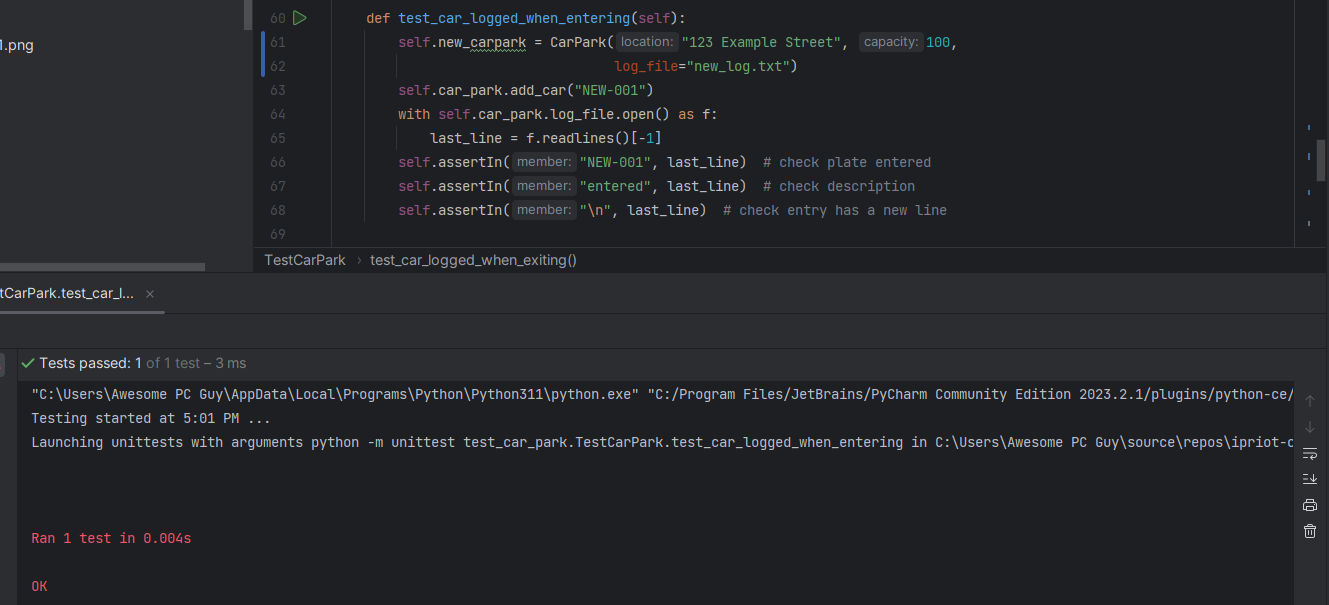 1.png
60 def test_car_logged_when_entering(self):
61 self.new_carpark = CarPark( location: "123 Example Street", capacity: 100,
62 log_file="new_log.txt")
63 self.car_park.add_car("NEW-001")
64 with self.car_park.log_file.open() as f:
65 last_line = f.readlines()[-1]
66 self.assertIn( member: "NEW-001", last_line) # check plate entered
67 self.assertIn( member: "entered", last_line) # check description
68 self.assertIn( member: "\n", last_line) # check entry has a new line
69
TestCarPark › test_car_logged_when_exiting()
tCarPark.test_car_l... ×
Tests passed: 1 of 1 test – 3 ms
"C:\Users\Awesome PC Guy\AppData\Local\Programs\Python\Python311\python.exe" "C:/Program Files/JetBrains/PyCharm Community Edition 2023.2.1/plugins/python-ce/
Testing started at 5:01 PM ...
Launching unittests with arguments python -m unittest test_car_park.TestCarPark.test_car_logged_when_entering in C:\Users\Awesome PC Guy\source\repos\ipriot-c
Ran 1 test in 0.004s
OK